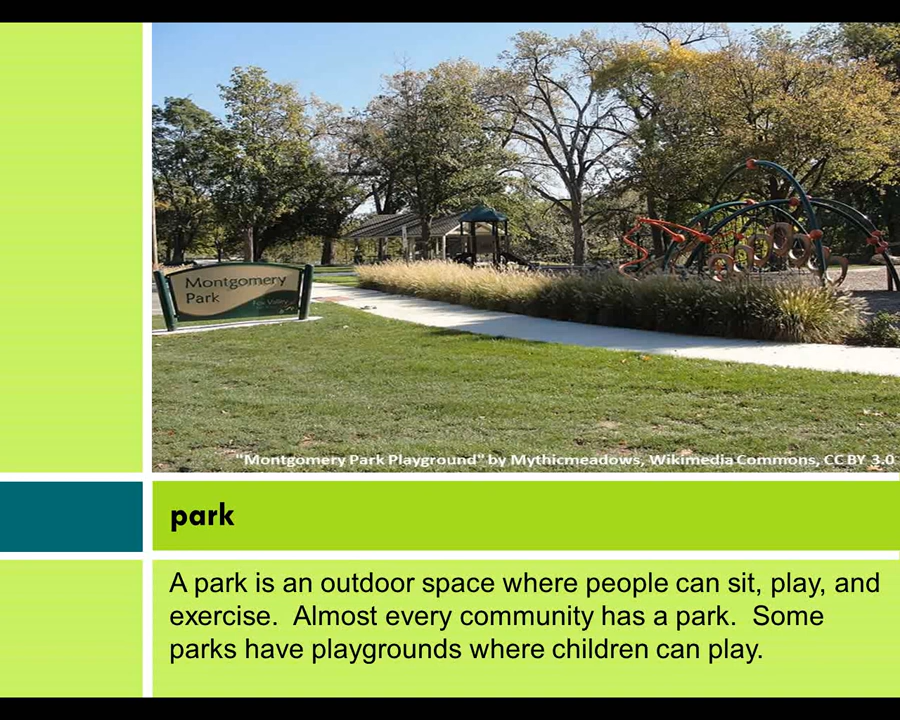 Montgomery
Park
Fox Valley
"Montgomery Park Playground" by Mythicmeadows, Wikimedia Commons, CC BY 3.0
park
A park is an outdoor space where people can sit, play, and
exercise.  Almost every community has a park.  Some
parks have playgrounds where children can play.